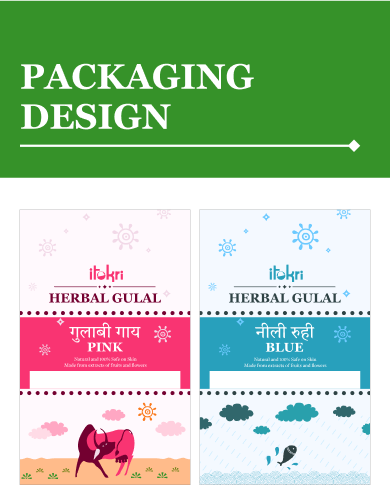 PACKAGING
DESIGN
itokri
HERBAL GULAL
गुलाबी गाय
PINK
Natural and 100% Safe on Skin
Made from extracts of fruits and flowers
itokri
HERBAL GULAL
नीली रुही
BLUE
Natural and 100% Safe on Skin
Made from extracts of fruits and flowers